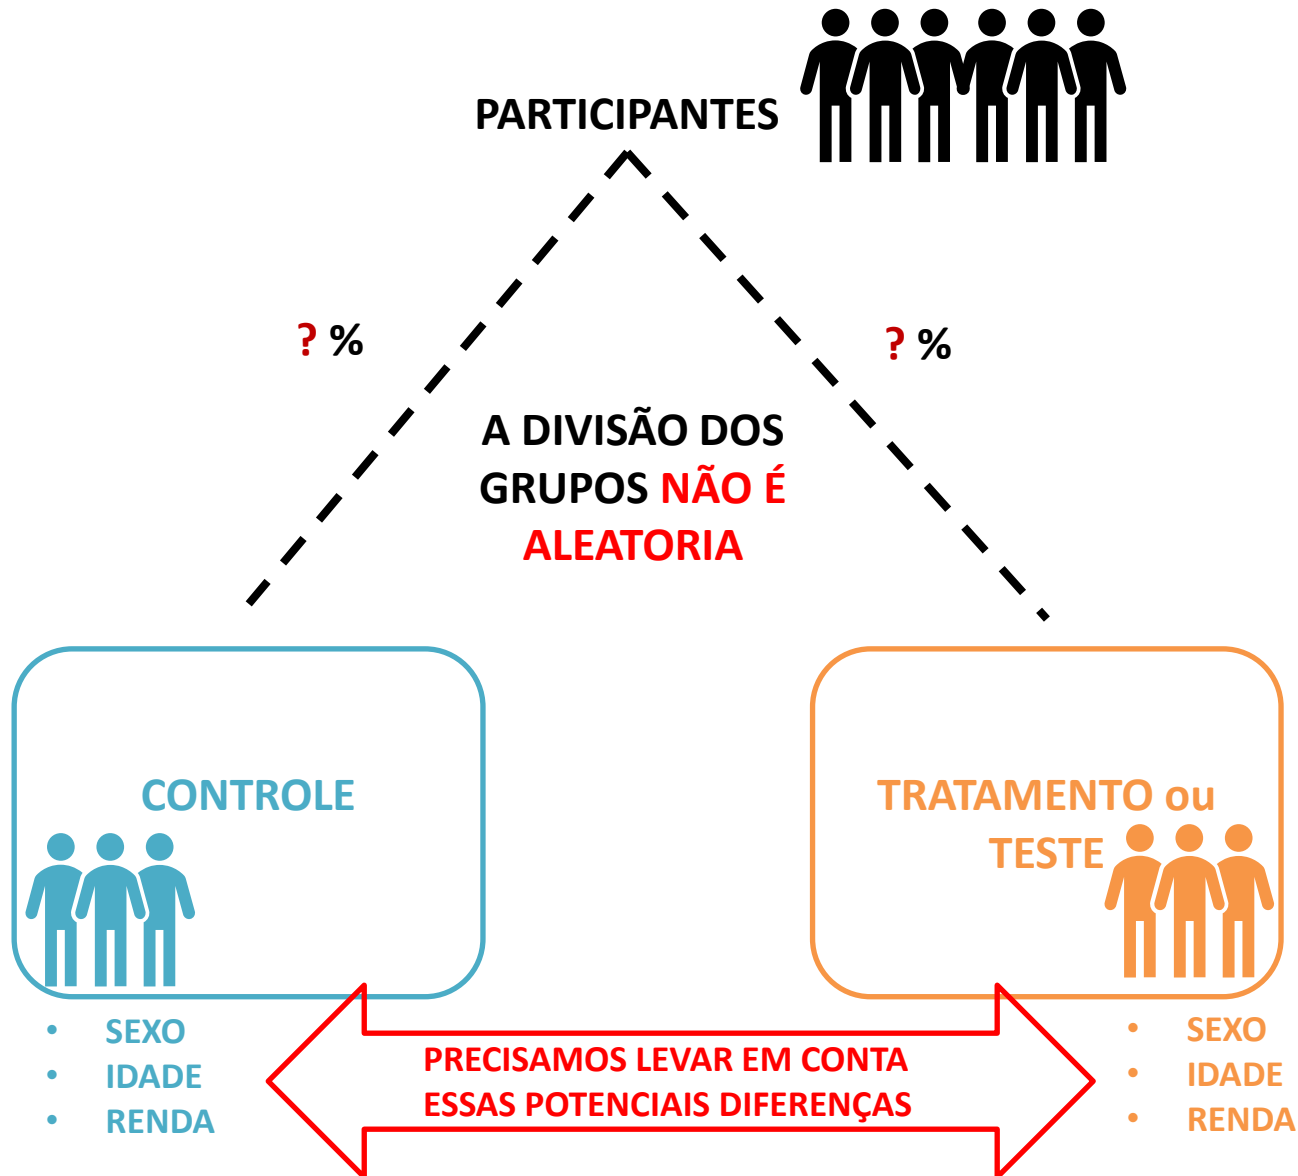 PARTICIPANTES
? %
? %
A DIVISÃO DOS
GRUPOS NÃO É
ALEATORIA
CONTROLE
TRATAMENTO ou
TESTE
• SEXO
• IDADE
• RENDA
PRECISAMOS LEVAR EM CONTA
ESSAS POTENCIAIS DIFERENÇAS
• SEXO
• IDADE
• RENDA